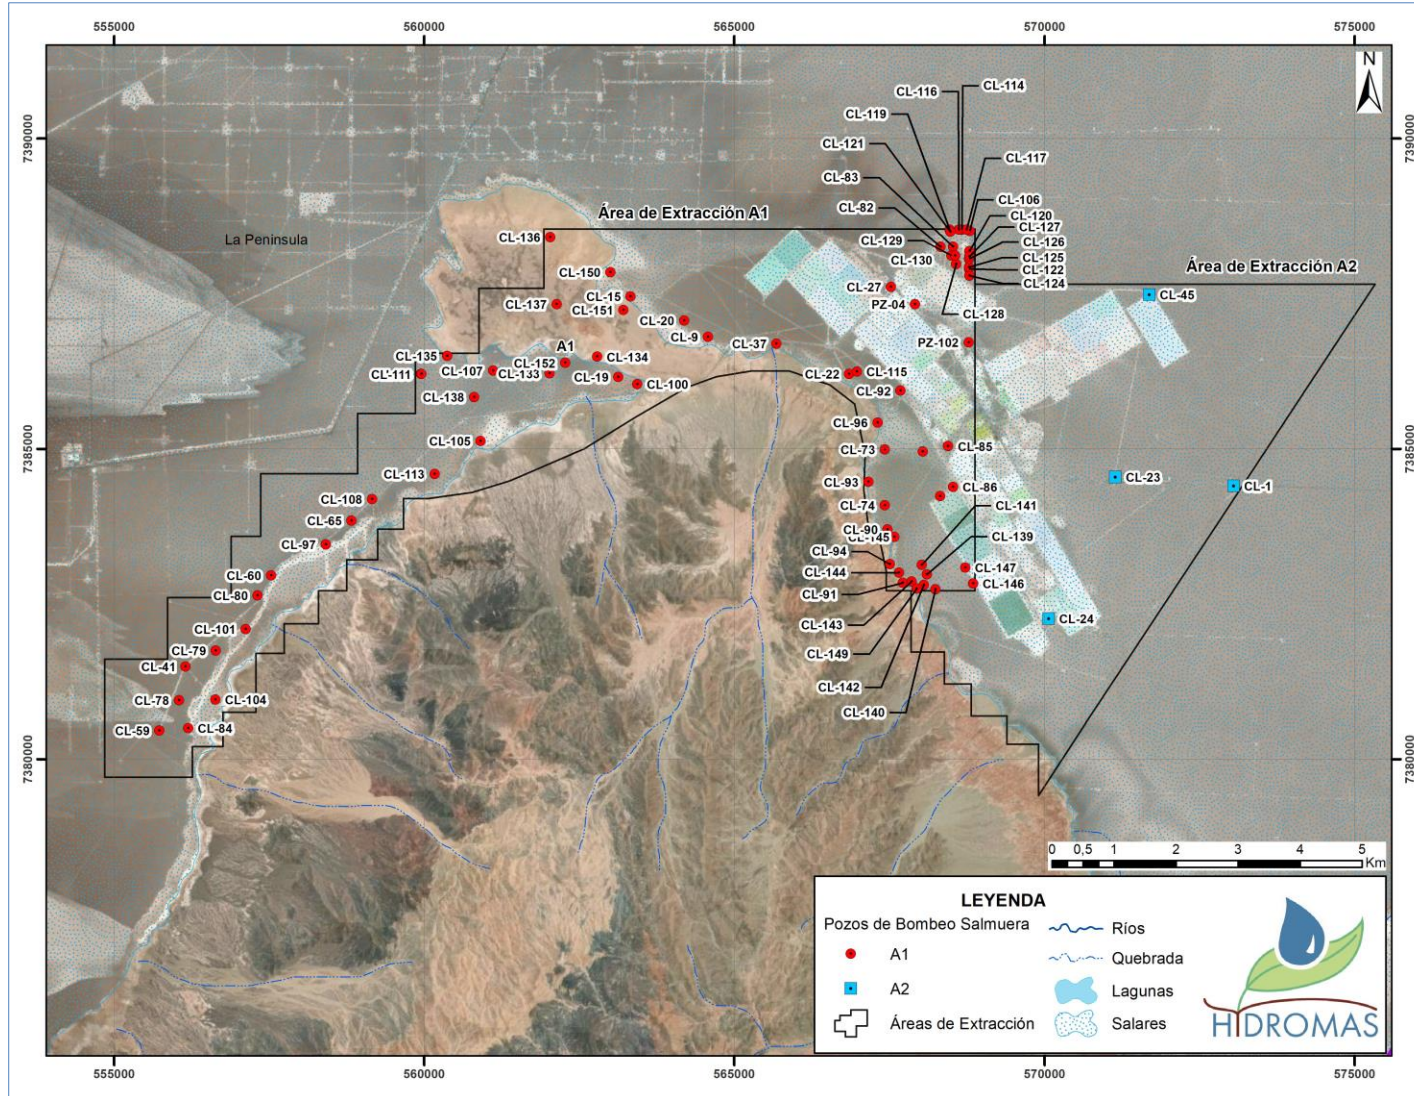 555000
560000
565000
570000
575000
N
7390000
7390000
CL-114
CL-116
CL-119
CL-121
CL-117
CL-83
CL-106
CL-82
CL-120
Área de Extracción A1
CL-127
La Península
CL-136
CL-129
CL-126
CL-130
CL-125
CL-122
Área de Extracción A2
CL-150
CL-124
CL-27
CL-45
CL-15
CL-137
PZ-04
CL-151
CL-128
CL-20
CL-9
CL-37
PZ-102
A1
CL-135
CL-134
CL-152
CL-107
CL-133
CL-111
CL-19
CL-22
CL-115
CL-100
CL-92
CL-138
CL-96
CL-105
7385000
7385000
CL-73
CL-85
CL-113
CL-93
CL-23
CL-1
CL-86
CL-108
CL-74
CL-141
CL-65
CL-90
CL-145
CL-139
CL-97
CL-94
CL-60
CL-144
CL-147
CL-146
CL-80
CL-91
CL-24
CL-101
CL-143
CL-79
CL-149
CL-41
CL-142
CL-78
CL-104
CL-140
CL-59
CL-84
7380000
7380000
0 0,5 1 2 3 4 5
Km
LEYENDA
Pozos de Bombeo Salmuera
A1
A2
Áreas de Extracción
Ríos
Quebrada
Lagunas
Salares
HIDROMAS
555000
560000
565000
570000
575000